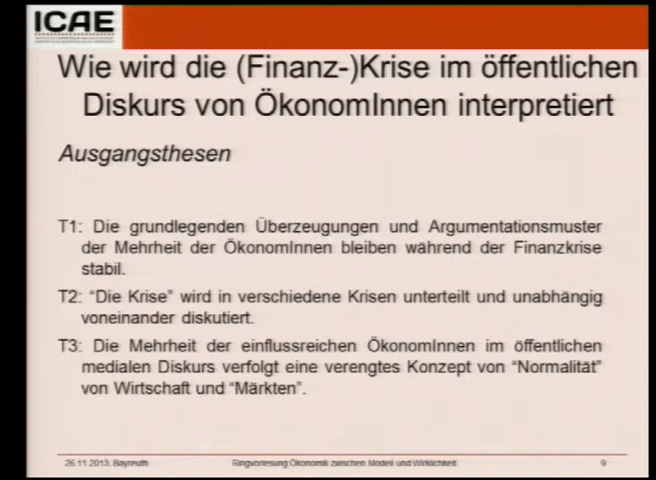 ICAE
Wie wird die (Finanz-)Krise im öffentlichen
Diskurs von ÖkonomInnen interpretiert
Ausgangsthesen
T1: Die grundlegenden Überzeugungen und Argumentationsmuster
der Mehrheit der ÖkonomInnen bleiben während der Finanzkrise
stabil.
T2: “Die Krise” wird in verschiedene Krisen unterteilt und unabhängig
voneinander diskutiert.
T3: Die Mehrheit der einflussreichen ÖkonomInnen im öffentlichen
medialen Diskurs verfolgt eine verengtes Konzept von “Normalität”
von Wirtschaft und “Märkten”.
26.11.2013, Bayreuth Ringvorlesung Ökonomik zwischen Modell und Wirklichkeit 9